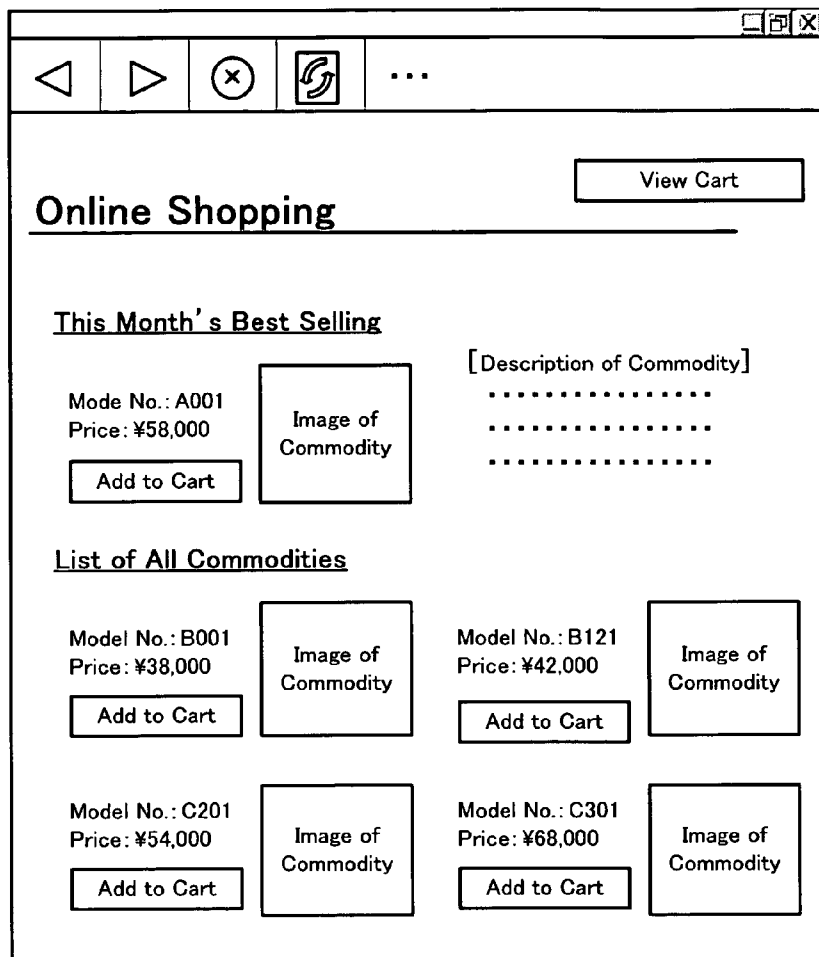 ...
View Cart
Online Shopping
This Month's Best Selling
Mode No.: A001
Price: ¥58,000
Add to Cart
Image of
Commodity
[Description of Commodity]
................
................
................
List of All Commodities
Model No.: B001
Price: ¥38,000
Add to Cart
Image of
Commodity
Model No.: B121
Price: ¥42,000
Add to Cart
Image of
Commodity
Model No.: C201
Price: ¥54,000
Add to Cart
Image of
Commodity
Model No.: C301
Price: ¥68,000
Add to Cart
Image of
Commodity